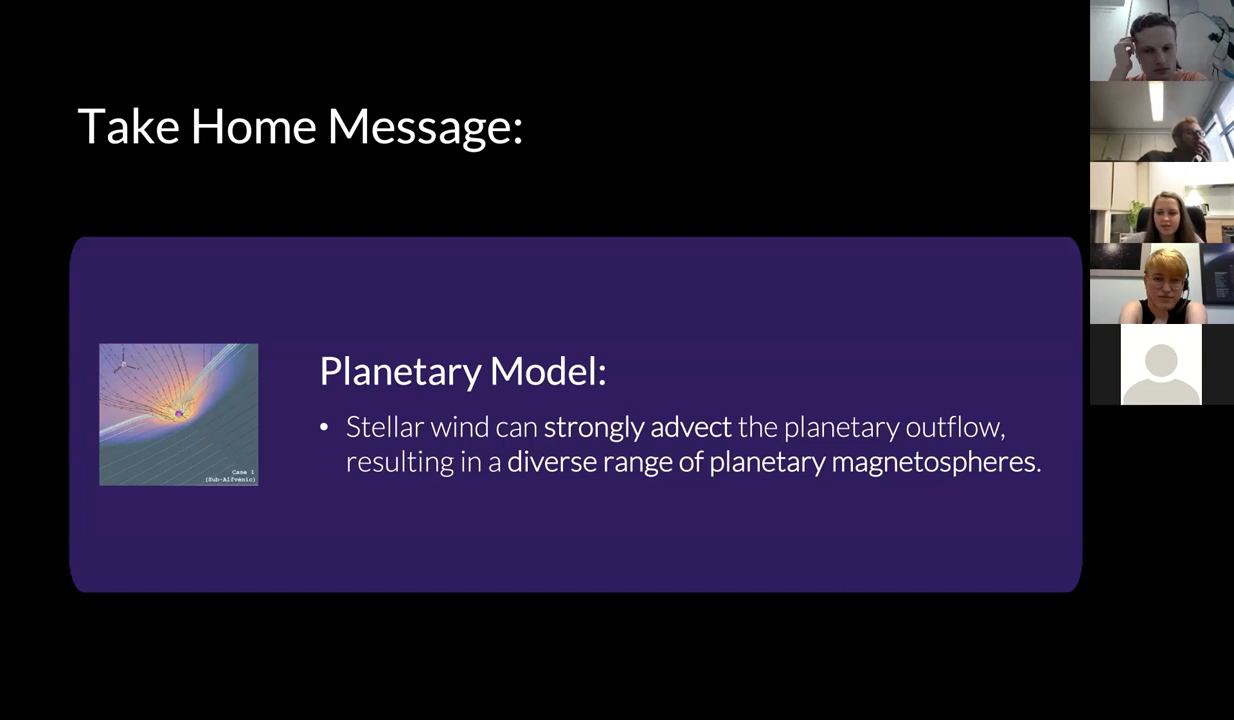 Take Home Message:
Planetary Model:
• Stellar wind can strongly advect the planetary outflow,
resulting in a diverse range of planetary magnetospheres.
Case 1
(Sub-Alfvenic)